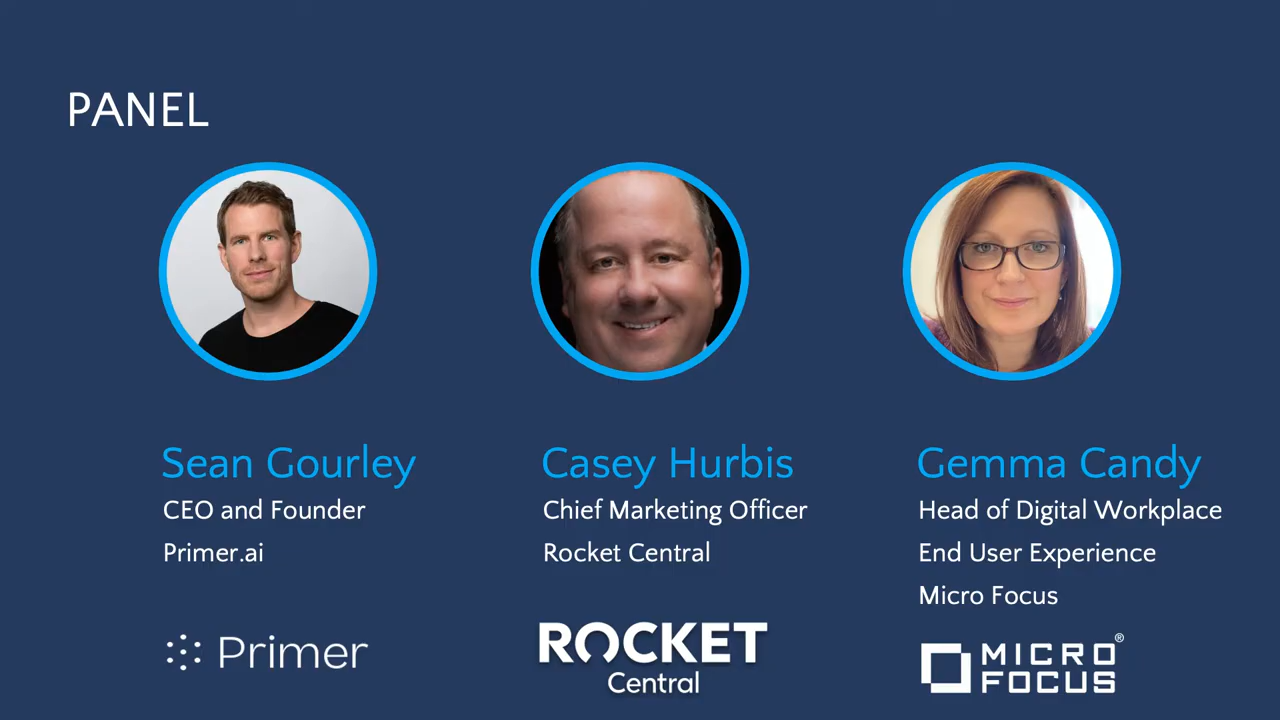 PANEL
Sean Gourley
CEO and Founder
Primer.ai
Primer
Casey Hurbis
Chief Marketing Officer
Rocket Central
ROCKET
Central
Gemma Candy
Head of Digital Workplace
End User Experience
Micro Focus
MICRO®
FOCUS